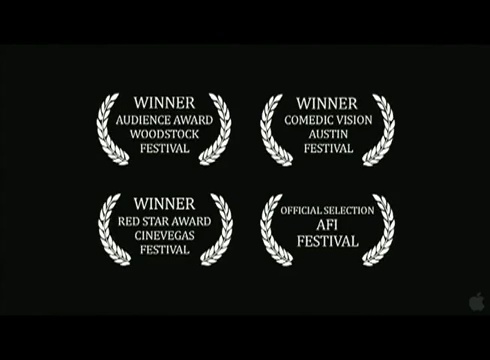 WINNER
AUDIENCE AWARD
WOODSTOCK
FESTIVAL
WINNER
COMEDIC VISION
AUSTIN
FESTIVAL
WINNER
RED STAR AWARD
CINEVEGAS
FESTIVAL
OFFICIAL SELECTION
AFI
FESTIVAL